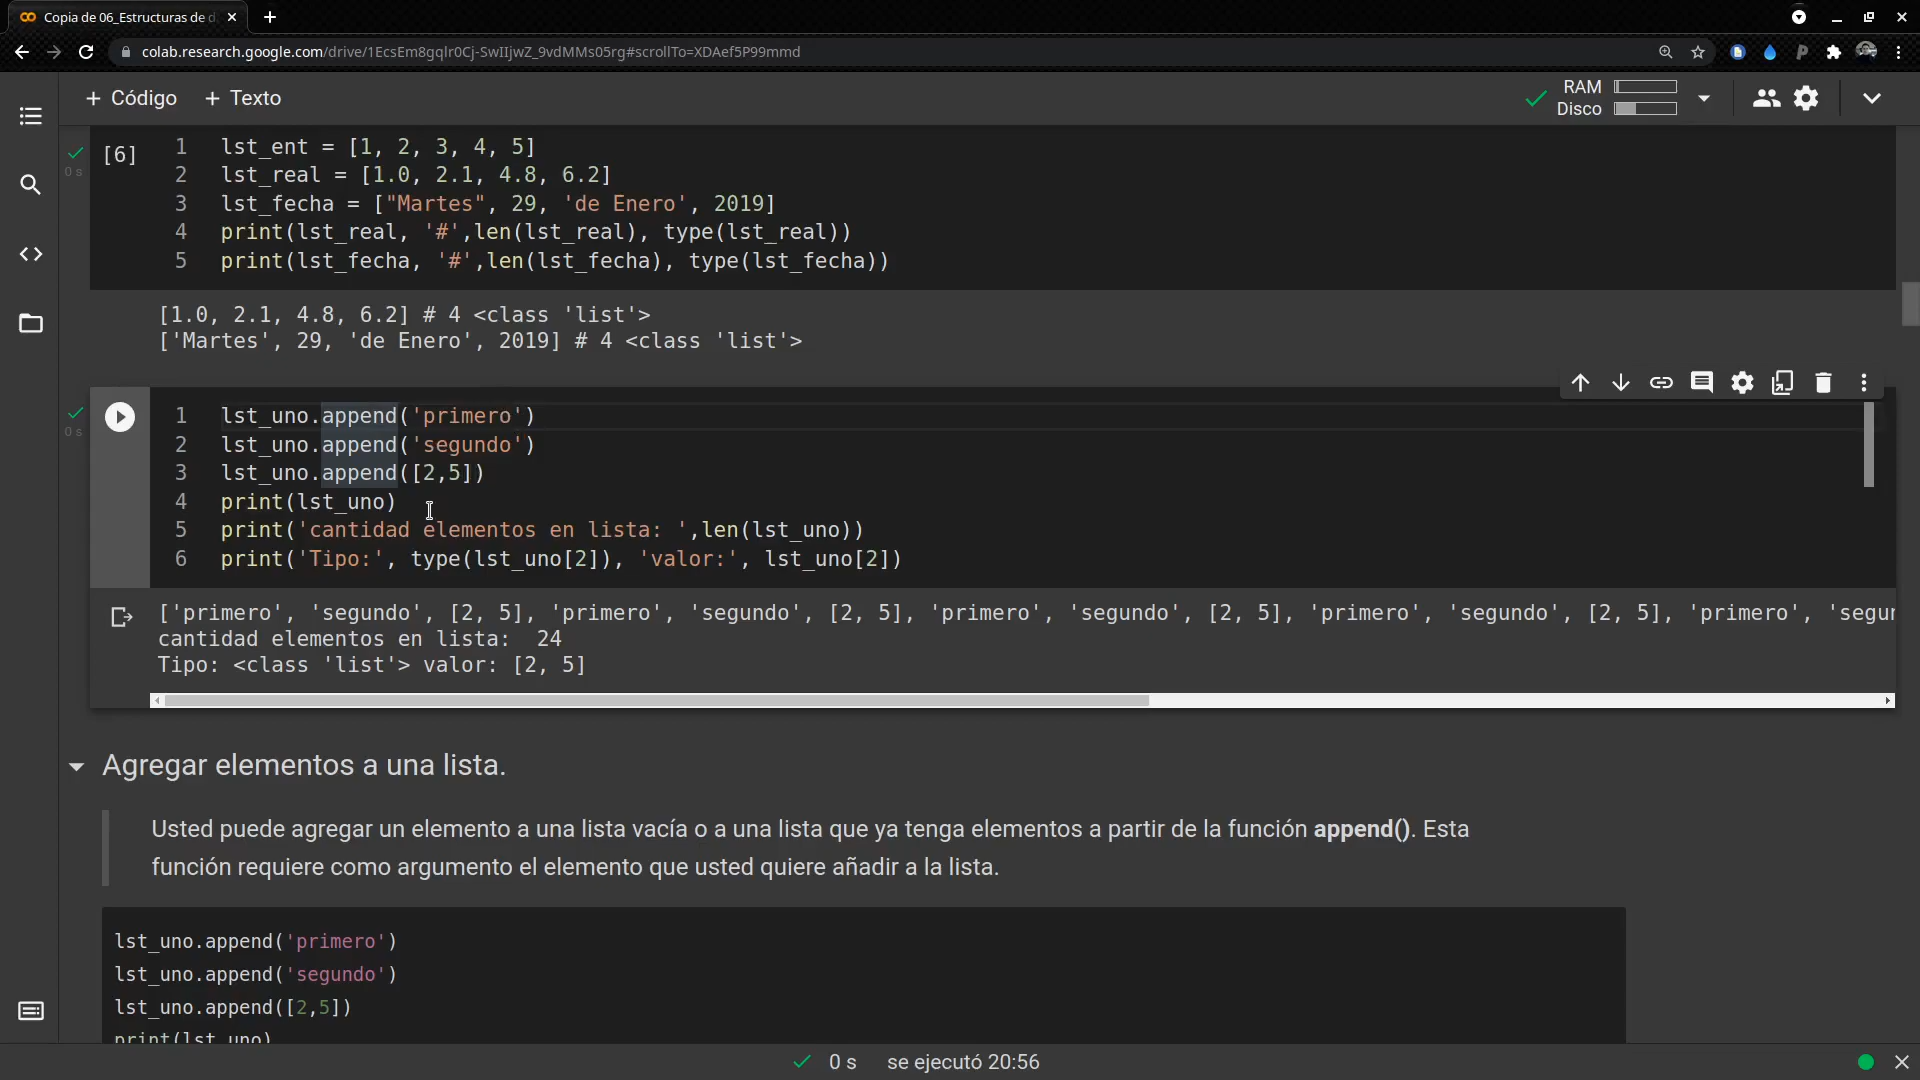 Copia de 06_Estructuras de d
colab.research.google.com/drive/1EcsEm8gqlr0Cj-SwIIjwZ_9vdMMs05rg#scrollTo=XDAef5P99mmd
+ Código + Texto
RAM
Disco
[6]
0 s
1 lst_ent = [1, 2, 3, 4, 5]
2 lst_real = [1.0, 2.1, 4.8, 6.2]
3 lst_fecha = ["Martes", 29, 'de Enero', 2019]
4 print(lst_real, '#',len(lst_real), type(lst_real))
5 print(lst_fecha, '#',len(lst_fecha), type(lst_fecha))
[1.0, 2.1, 4.8, 6.2] # 4 <class 'list'>
['Martes', 29, 'de Enero', 2019] # 4 <class 'list'>
0 s
1 lst_uno.append('primero')
2 lst_uno.append('segundo')
3 lst_uno.append([2,5])
4 print(lst_uno)
5 print('cantidad elementos en lista: ',len(lst_uno))
6 print('Tipo:', type(lst_uno[2]), 'valor:', lst_uno[2])
['primero', 'segundo', [2, 5], 'primero', 'segundo', [2, 5], 'primero', 'segundo', [2, 5], 'primero', 'segundo', [2, 5], 'primero', 'segun
cantidad elementos en lista:  24
Tipo: <class 'list'> valor: [2, 5]
Agregar elementos a una lista.
Usted puede agregar un elemento a una lista vacía o a una lista que ya tenga elementos a partir de la función append(). Esta
función requiere como argumento el elemento que usted quiere añadir a la lista.
lst_uno.append('primero')
lst_uno.append('segundo')
lst_uno.append([2,5])
print(lst_uno)
0 s se ejecutó 20:56